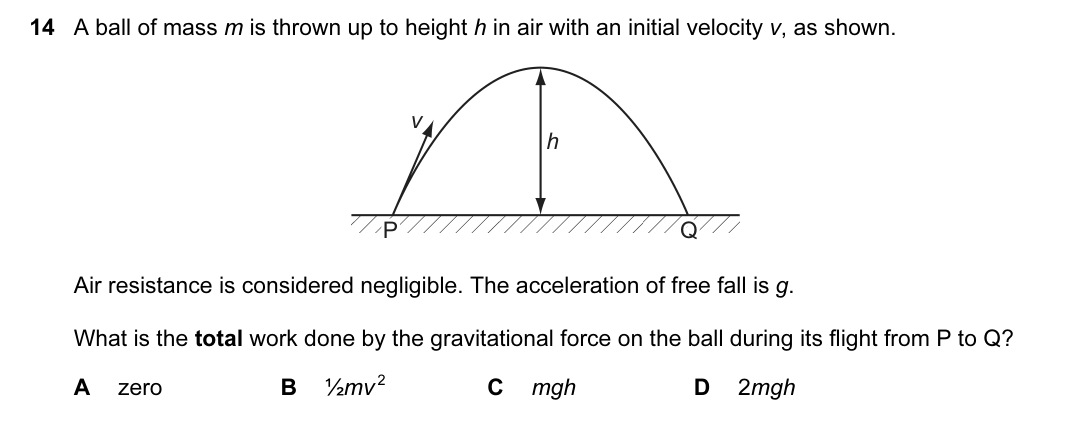 14 A ball of mass m is thrown up to height h in air with an initial velocity v, as shown.
v
h
P
Q
Air resistance is considered negligible. The acceleration of free fall is g.
What is the total work done by the gravitational force on the ball during its flight from P to Q?
A zero B ½mv² C mgh D 2mgh